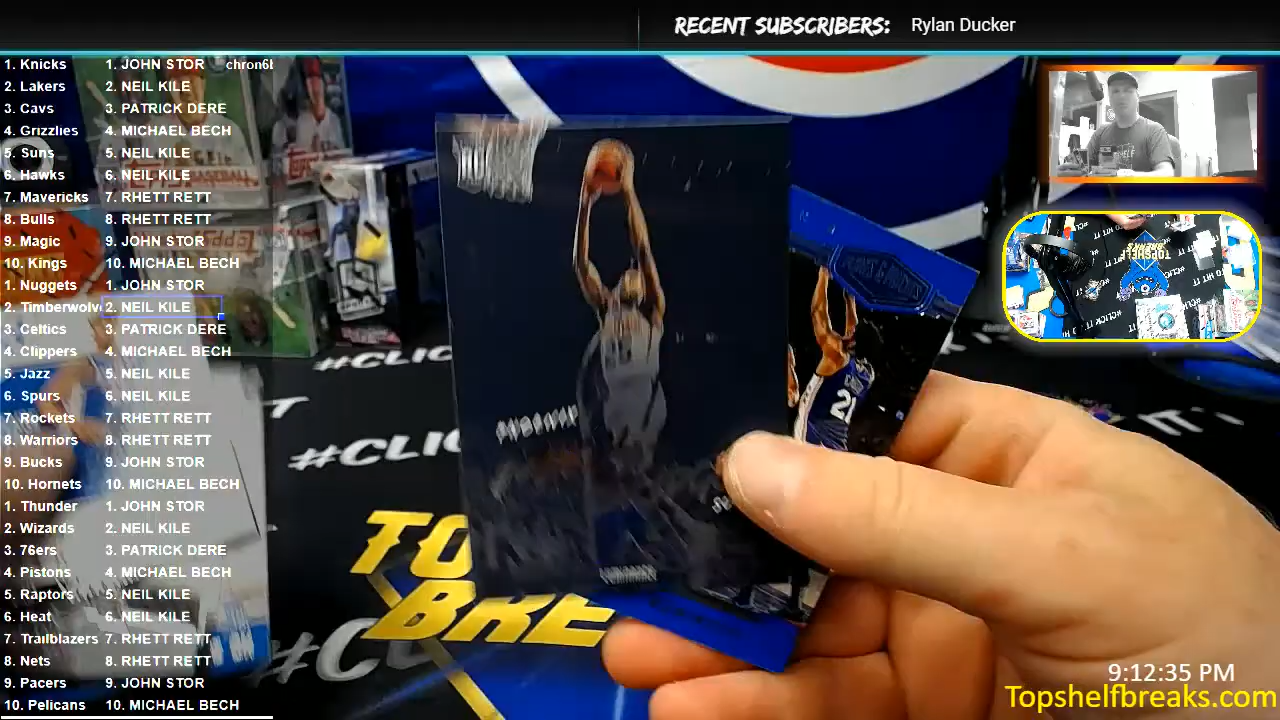 RECENT SUBSCRIBERS: Rylan Ducker
1. Knicks 1. JOHN STOR chron6b
2. Lakers 2. NEIL KILE
3. Cavs 3. PATRICK DERE
4. Grizzlies 4. MICHAEL BECH
5. Suns 5. NEIL KILE
6. Hawks 6. NEIL KILE
7. Mavericks 7. RHETT RETT
8. Bulls 8. RHETT RETT
9. Magic 9. JOHN STOR
10. Kings 10. MICHAEL BECH
1. Nuggets 1. JOHN STOR
2. Timberwolv 2. NEIL KILE
3. Celtics 3. PATRICK DERE
4. Clippers 4. MICHAEL BECH
5. Jazz 5. NEIL KILE
6. Spurs 6. NEIL KILE
7. Rockets 7. RHETT RETT
8. Warriors 8. RHETT RETT
9. Bucks 9. JOHN STOR
10. Hornets 10. MICHAEL BECH
1. Thunder 1. JOHN STOR
2. Wizards 2. NEIL KILE
3. 76ers 3. PATRICK DERE
4. Pistons 4. MICHAEL BECH
5. Raptors 5. NEIL KILE
6. Heat 6. NEIL KILE
7. Trailblazers 7. RHETT RETT
8. Nets 8. RHETT RETT
9. Pacers 9. JOHN STOR
10. Pelicans 10. MICHAEL BECH
#CLIC
#CLIC
TO
BRE
21
9:12:35 PM
Topshelfbreaks.com